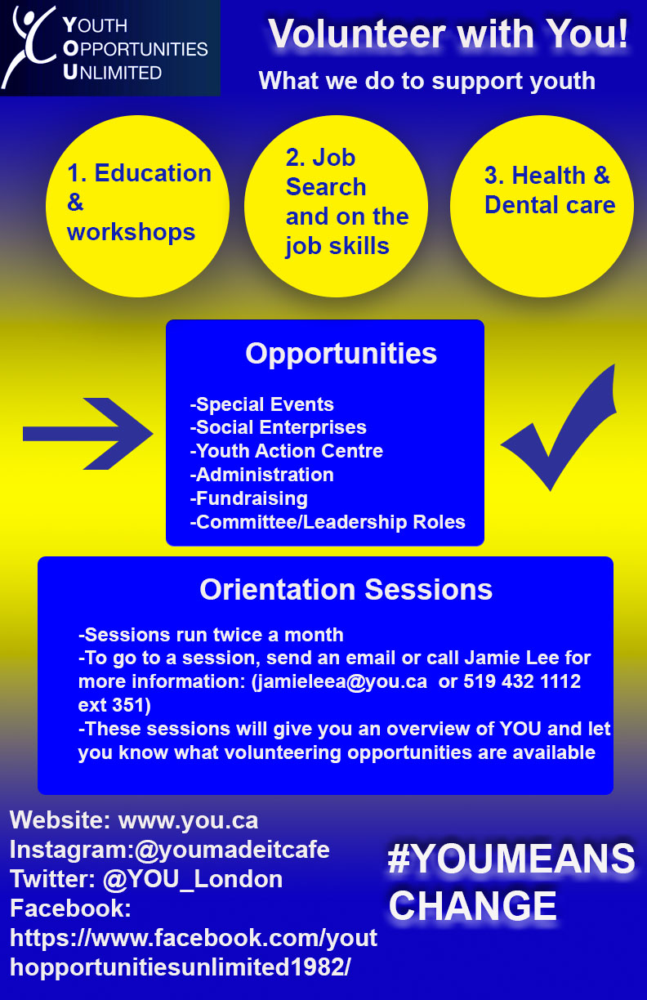 YOUTH
OPPORTUNITIES
UNLIMITED
Volunteer with You!
What we do to support youth
1. Education
&
workshops
2. Job
Search
and on the
job skills
3. Health &
Dental care
Opportunities
-Special Events
-Social Enterprises
-Youth Action Centre
-Administration
-Fundraising
-Committee/Leadership Roles
Orientation Sessions
-Sessions run twice a month
-To go to a session, send an email or call Jamie Lee for
more information: (jamieleea@you.ca  or 519 432 1112
ext 351)
-These sessions will give you an overview of YOU and let
you know what volunteering opportunities are available
Website: www.you.ca
Instagram:@youmadeitcafe
Twitter: @YOU_London
Facebook:
https://www.facebook.com/yout
hopportunitiesunlimited1982/
#YOUMEANS
CHANGE